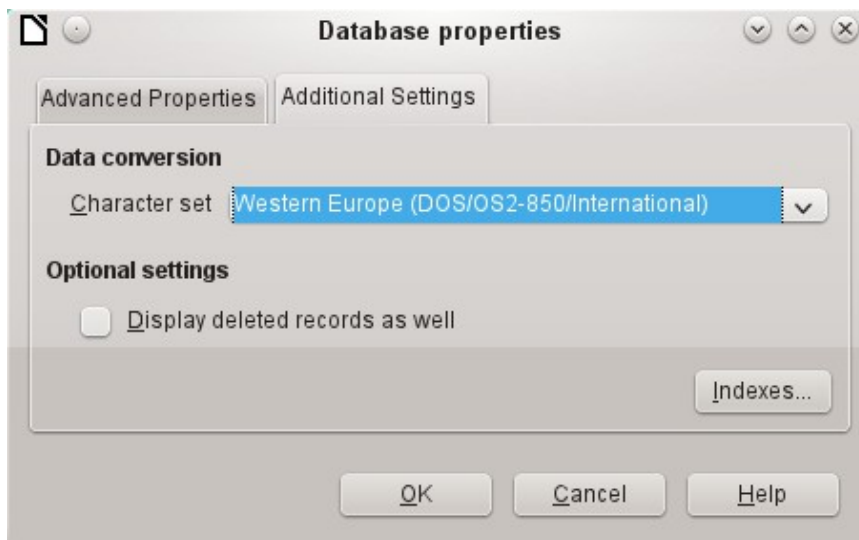 Database properties
Advanced Properties Additional Settings
Data conversion
Character set Western Europe (DOS/OS2-850/International)
Optional settings
Display deleted records as well
Indexes...
OK Cancel Help